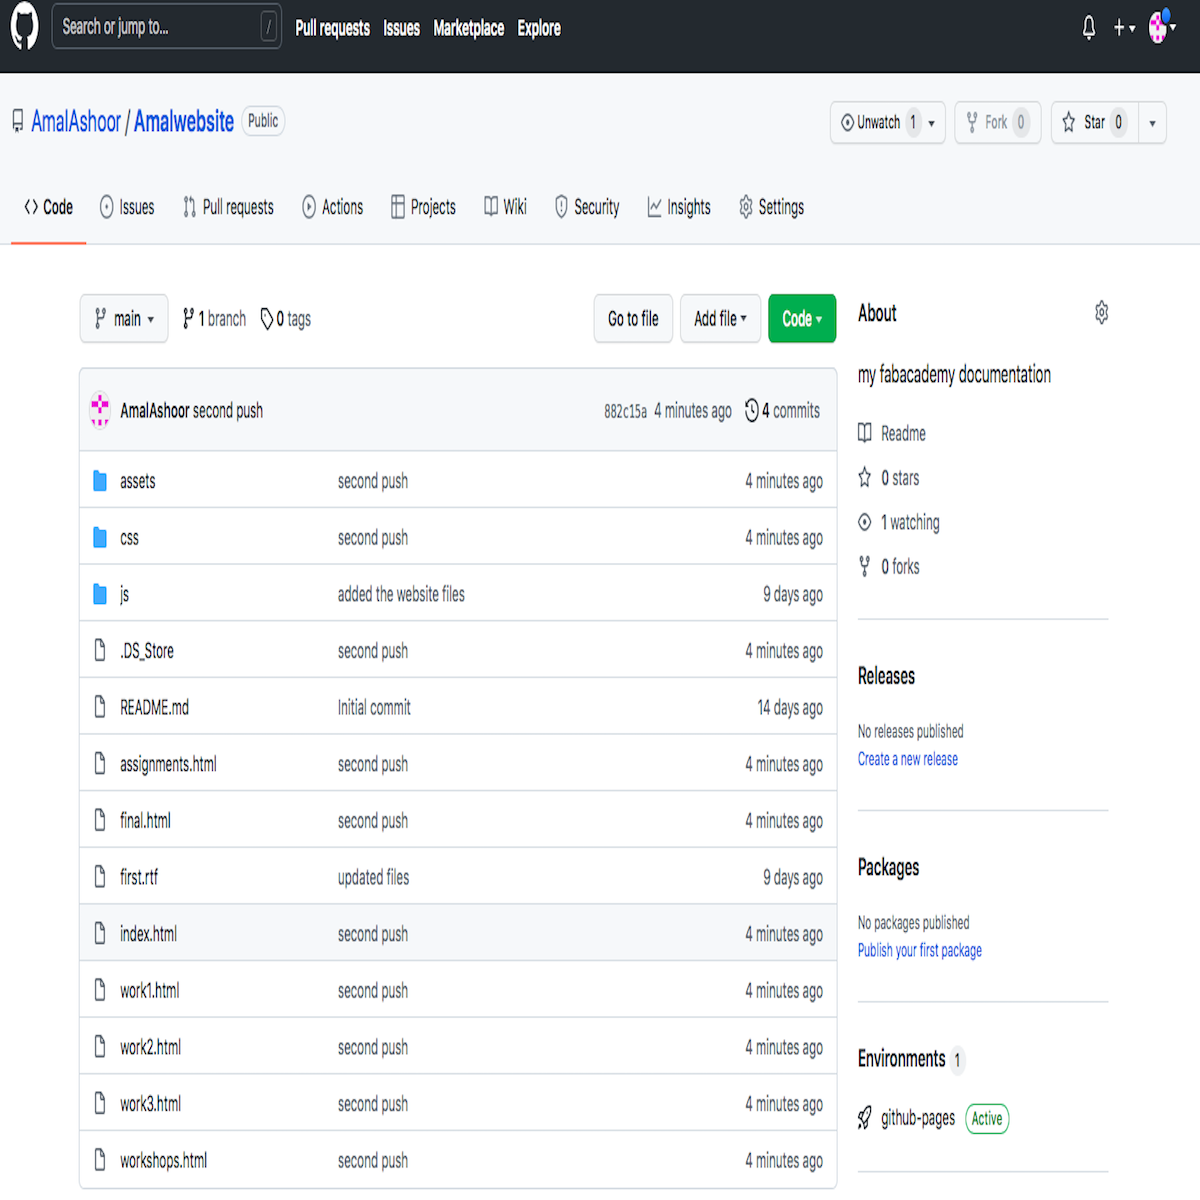 Search or jump to... / Pull requests Issues Marketplace Explore
AmalAshoor / Amalwebsite Public Unwatch 1 Fork 0 Star 0
Code Issues Pull requests Actions Projects Wiki Security Insights Settings
main 1 branch 0 tags Go to file Add file Code
AmalAshoor second push 882c15a 4 minutes ago 4 commits
assets second push 4 minutes ago
css second push 4 minutes ago
js added the website files 9 days ago
.DS_Store second push 4 minutes ago
README.md Initial commit 14 days ago
assignments.html second push 4 minutes ago
final.html second push 4 minutes ago
first.rtf updated files 9 days ago
index.html second push 4 minutes ago
work1.html second push 4 minutes ago
work2.html second push 4 minutes ago
work3.html second push 4 minutes ago
workshops.html second push 4 minutes ago
About
my fabacademy documentation
Readme
0 stars
1 watching
0 forks
Releases
No releases published
Create a new release
Packages
No packages published
Publish your first package
Environments 1
github-pages Active